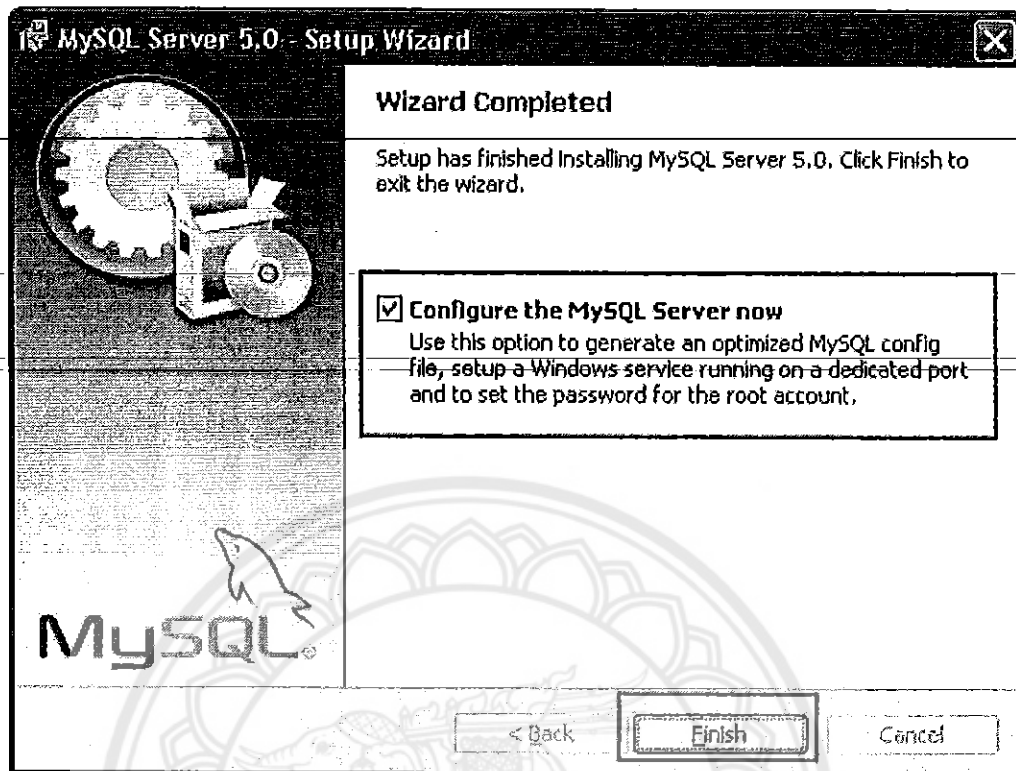 MySQL Server 5.0 - Setup Wizard
Wizard Completed
Setup has finished installing MySQL Server 5.0. Click Finish to
exit the wizard.
Configure the MySQL Server now
Use this option to generate an optimized MySQL config
file, setup a Windows service running on a dedicated port
and to set the password for the root account.
MySQL
< Back
Finish
Cancel